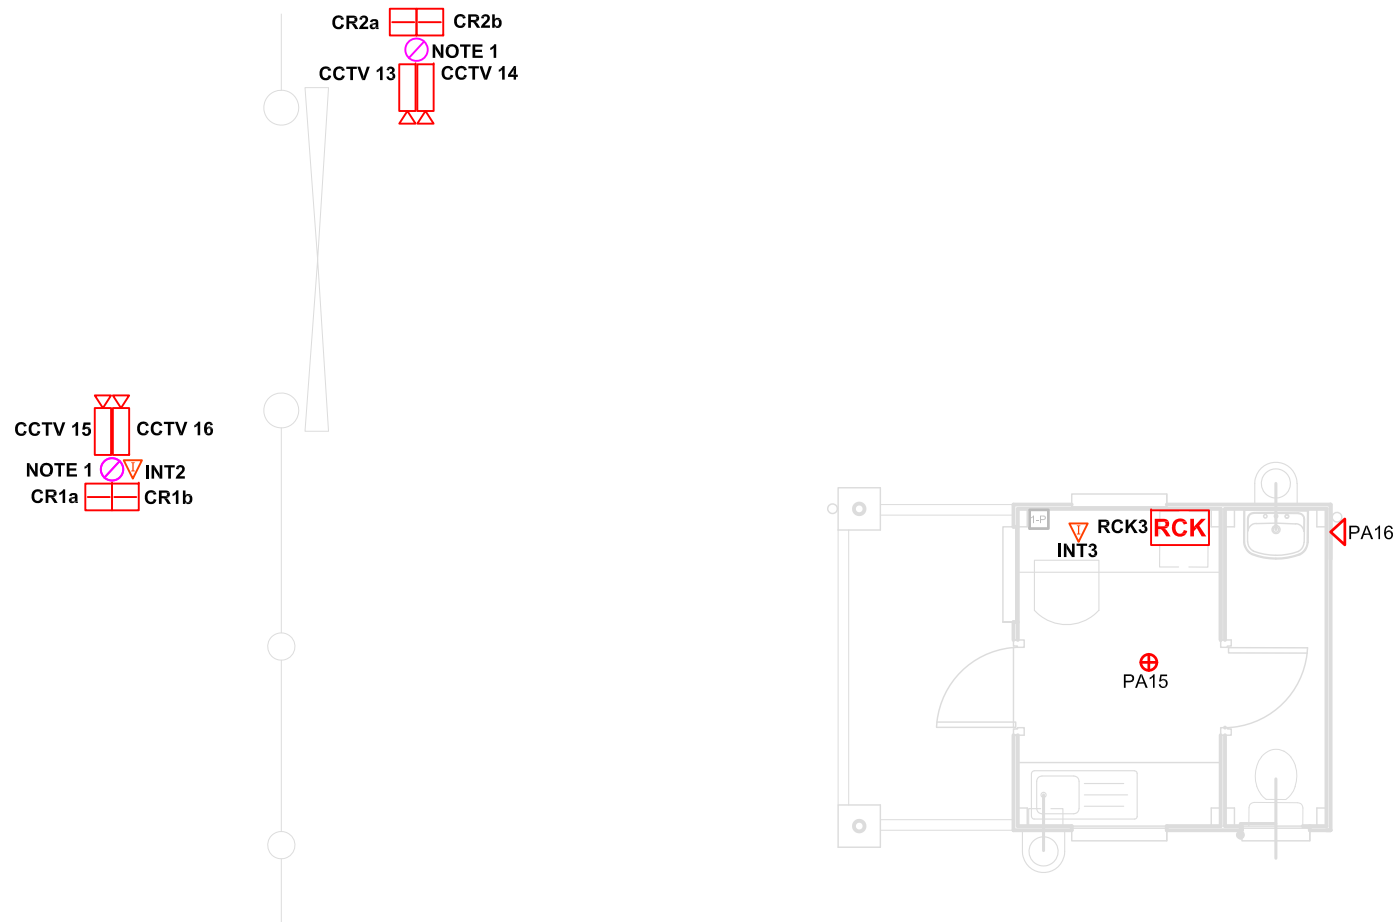 CR2a CR2b
NOTE 1
CCTV 13 CCTV 14
CCTV 15 CCTV 16
NOTE 1 INT2
CR1a CR1b
1-P
RCK3 RCK
INT3
PA16
PA15